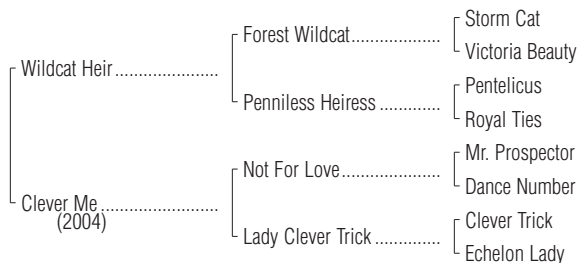 Storm Cat
Forest Wildcat....................
Victoria Beauty
Wildcat Heir......................
Pentelicus
Penniless Heiress.............
Royal Ties
Mr. Prospector
Not For Love.....................
Dance Number
Clever Me.........................
(2004)
Clever Trick
Lady Clever Trick..............
Echelon Lady